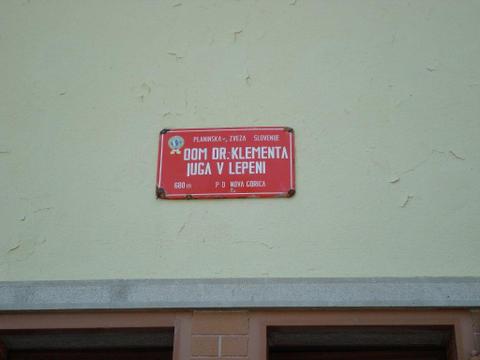 PLANINSKA ZVEZA SLOVENIJE
DOM DR. KLEMENTA
JUGA V LEPENI
680 m P D NOVA GORICA